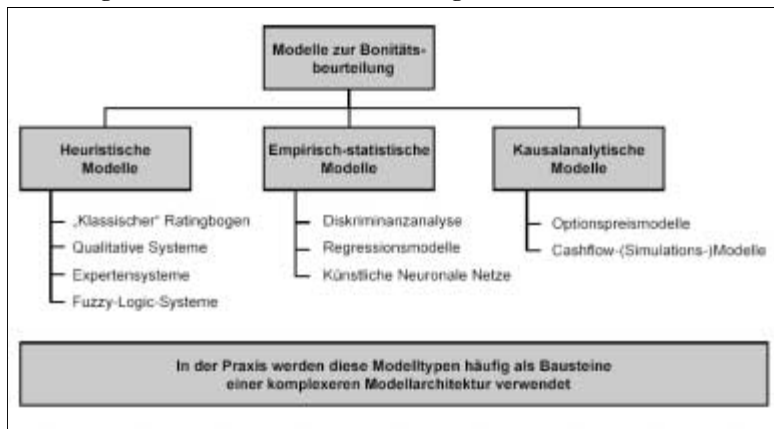 Modelle zur Bonitäts-
beurteilung
Heuristische
Modelle
„Klassischer“ Ratingbogen
Qualitative Systeme
Expertensysteme
Fuzzy-Logic-Systeme
Empirisch-statistische
Modelle
Diskriminanzanalyse
Regressionsmodelle
Künstliche Neuronale Netze
Kausalanalytische
Modelle
Optionspreismodelle
Cashflow-(Simulations-)Modelle
In der Praxis werden diese Modelltypen häufig als Bausteine
einer komplexeren Modellarchitektur verwendet